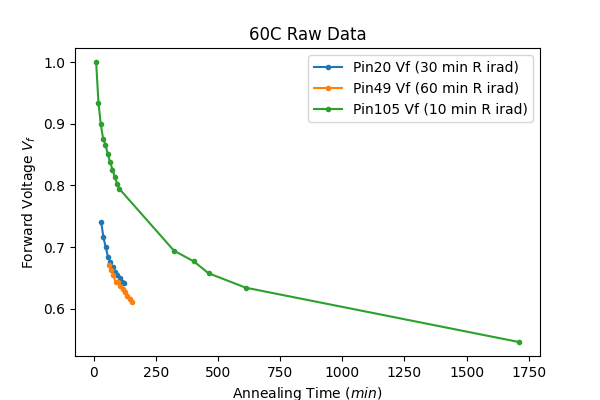 60C Raw Data
Forward Voltage Vf
1.0
0.9
0.8
0.7
0.6
Pin20 Vf (30 min R irad)
Pin49 Vf (60 min R irad)
Pin105 Vf (10 min R irad)
0 250 500 750 1000 1250 1500 1750
Annealing Time (min)